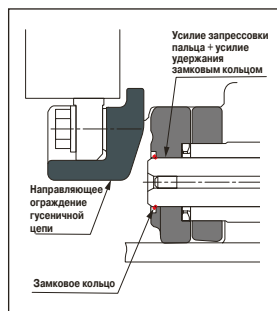 Усилие запрессовки
пальца + усилие
удержания
замковым кольцом
Направляющее
ограждение
гусеничной
цепи
Замковое кольцо